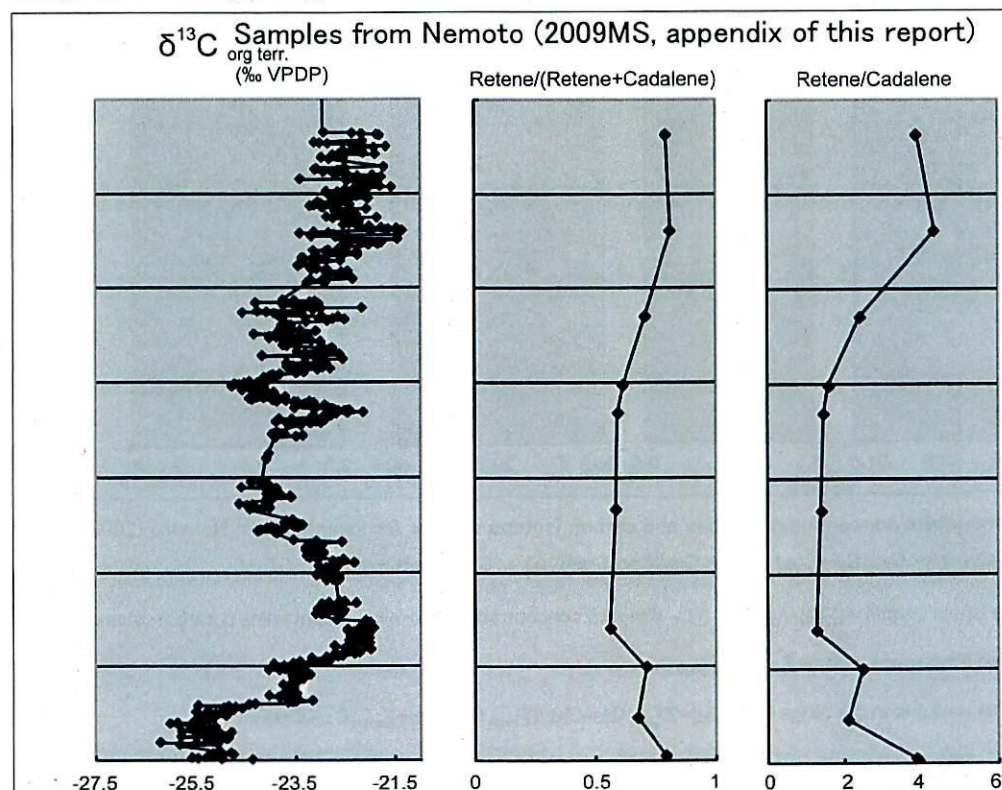 δ13C org terr. Samples from Nemoto (2009MS, appendix of this report)
(‰ VPDP)
Retene/(Retene+Cadalene)
Retene/Cadalene
-27.5 -25.5 -23.5 -21.5
0 0.5 1
0 2 4 6